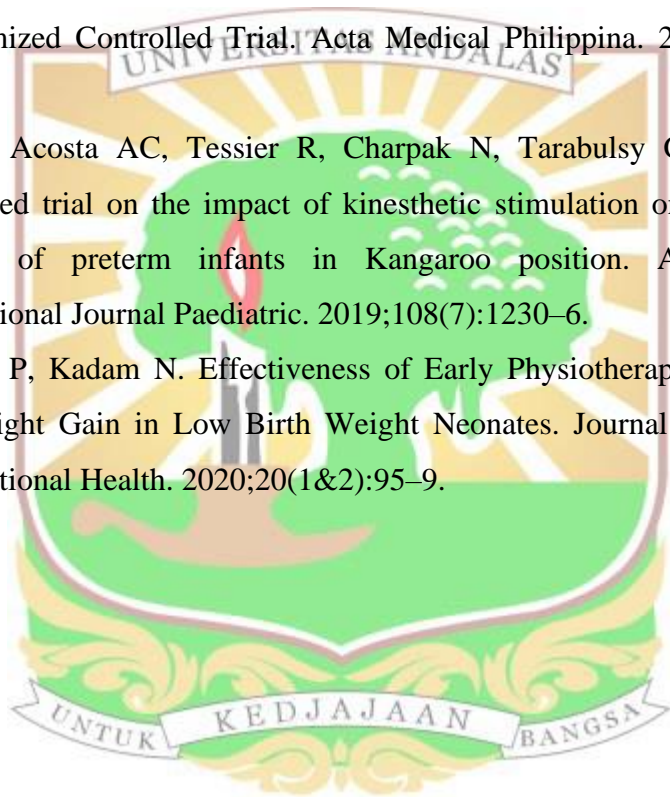 nized Controlled Trial. Acta Medical Philippina. 2
UNIVERSITAS ANDALAS
Acosta AC, Tessier R, Charpak N, Tarabulsy
ed trial on the impact of kinesthetic stimulation
of preterm infants in Kangaroo position. A
ional Journal Paediatric. 2019;108(7):1230–6.
P, Kadam N. Effectiveness of Early Physiotherap
ight Gain in Low Birth Weight Neonates. Journal
tional Health. 2020;20(1&2):95–9.
UNTUK KEDJAJAAN BANGSA